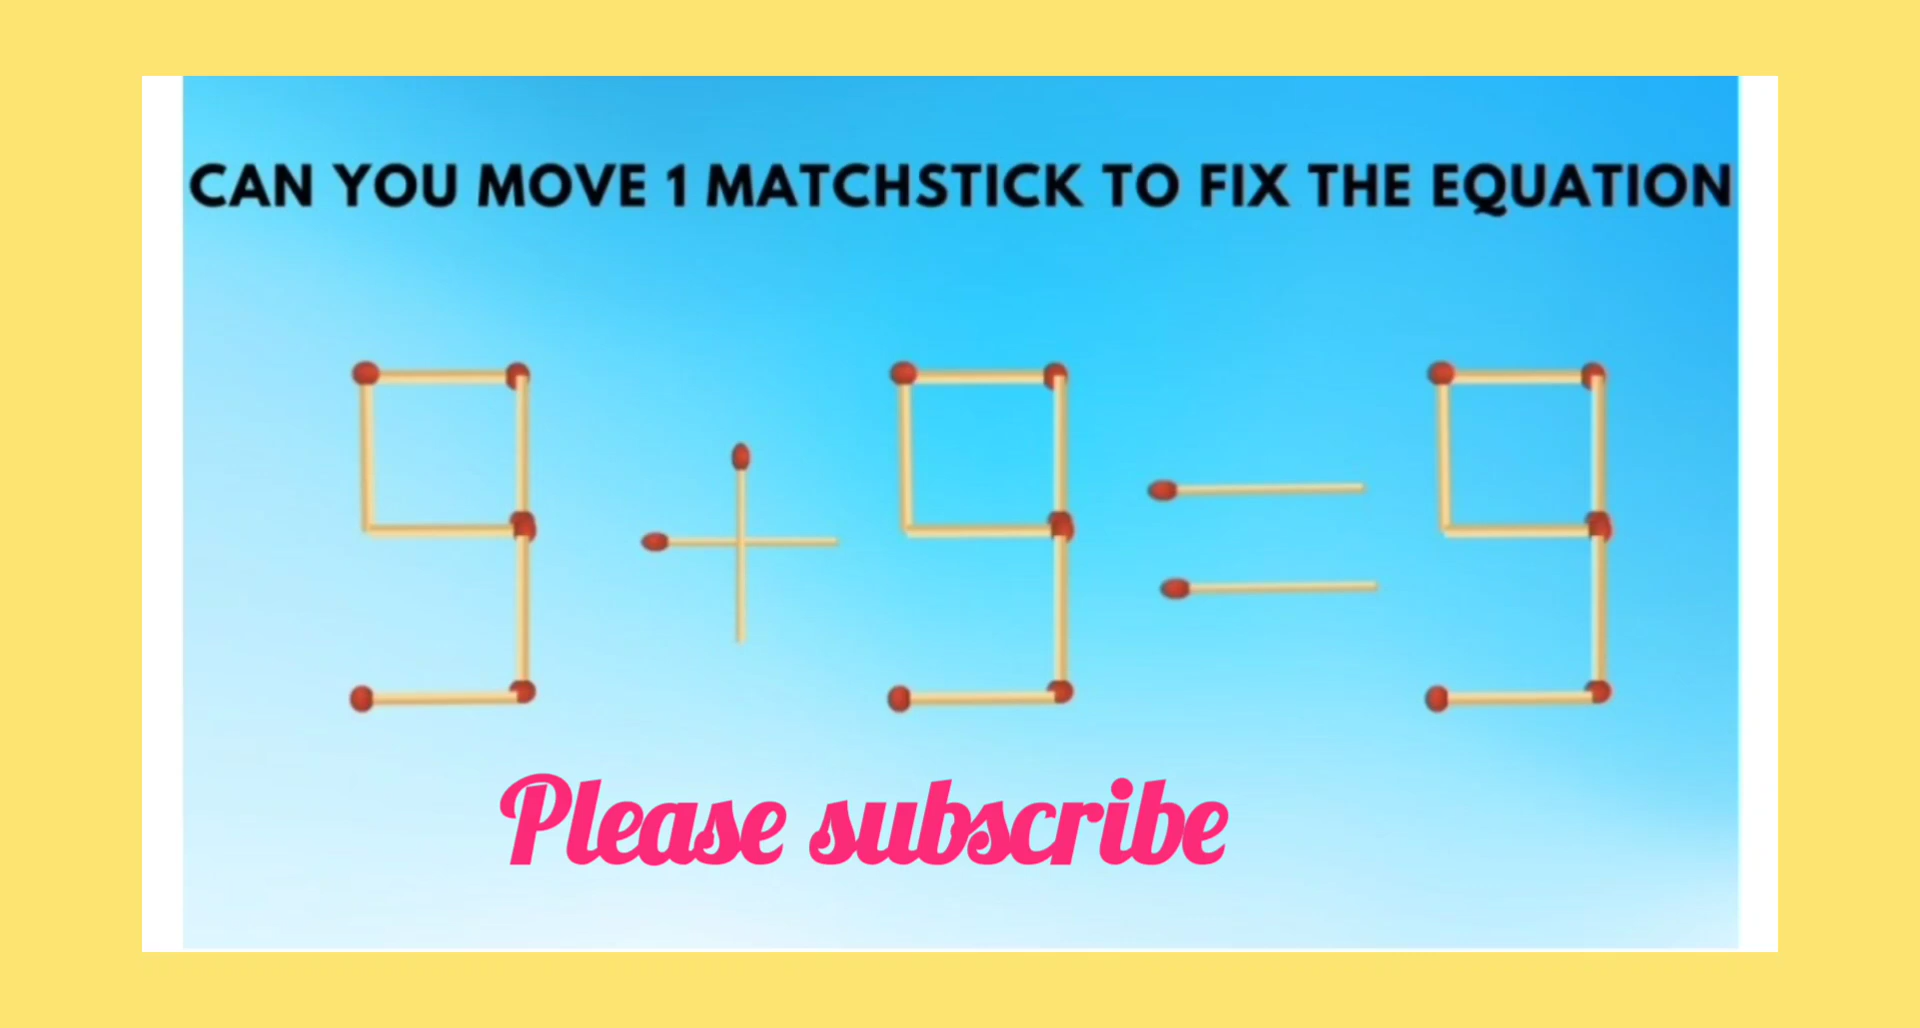 CAN YOU MOVE 1 MATCHSTICK TO FIX THE EQUATION
9 + 9 = 9
Please subscribe